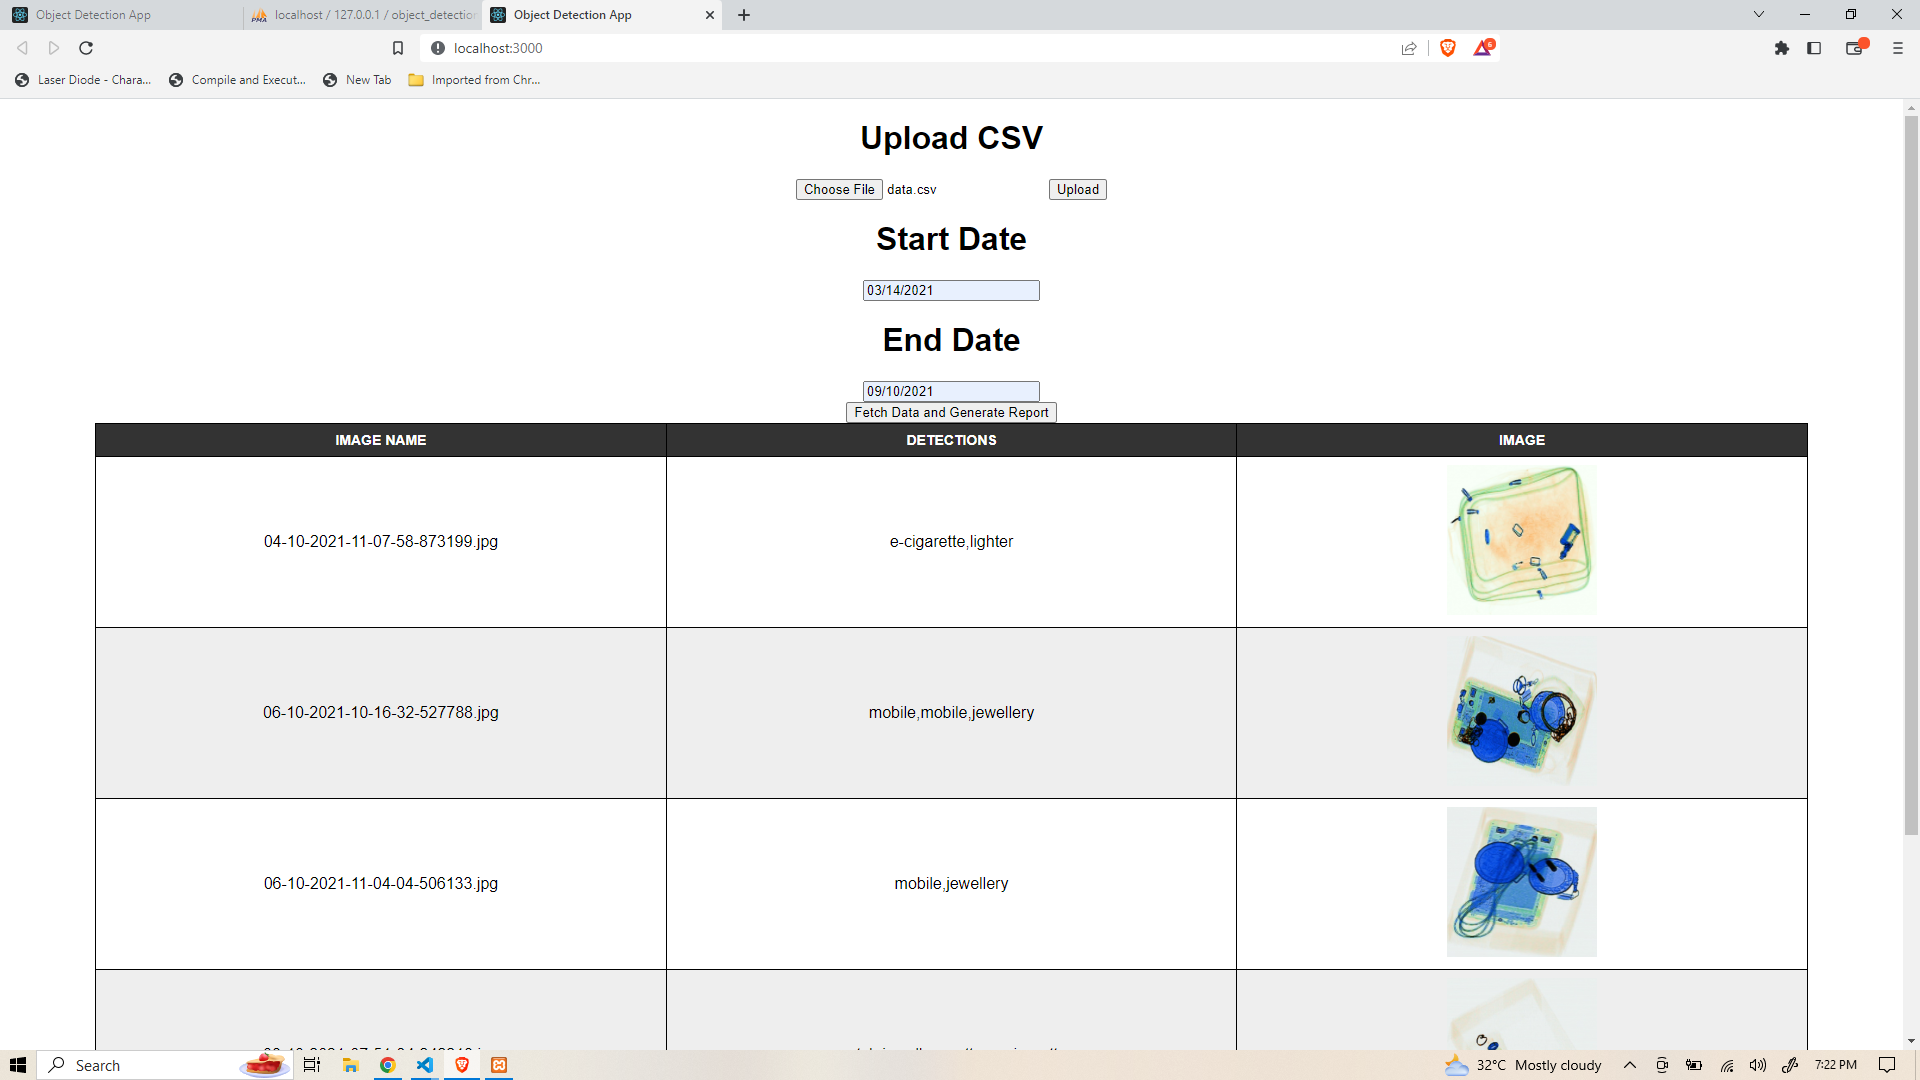 Object Detection App
localhost / 127.0.0.1 / object_detection
Object Detection App
localhost:3000
6
Laser Diode - Chara...
Compile and Execut...
New Tab
Imported from Chr...
Upload CSV
Choose File data.csv Upload
Start Date
03/14/2021
End Date
09/10/2021
Fetch Data and Generate Report
IMAGE NAME DETECTIONS IMAGE
04-10-2021-11-07-58-873199.jpg e-cigarette,lighter
06-10-2021-10-16-32-527788.jpg mobile,mobile,jewellery
06-10-2021-11-04-04-506133.jpg mobile,jewellery
Search
32°C Mostly cloudy
7:22 PM